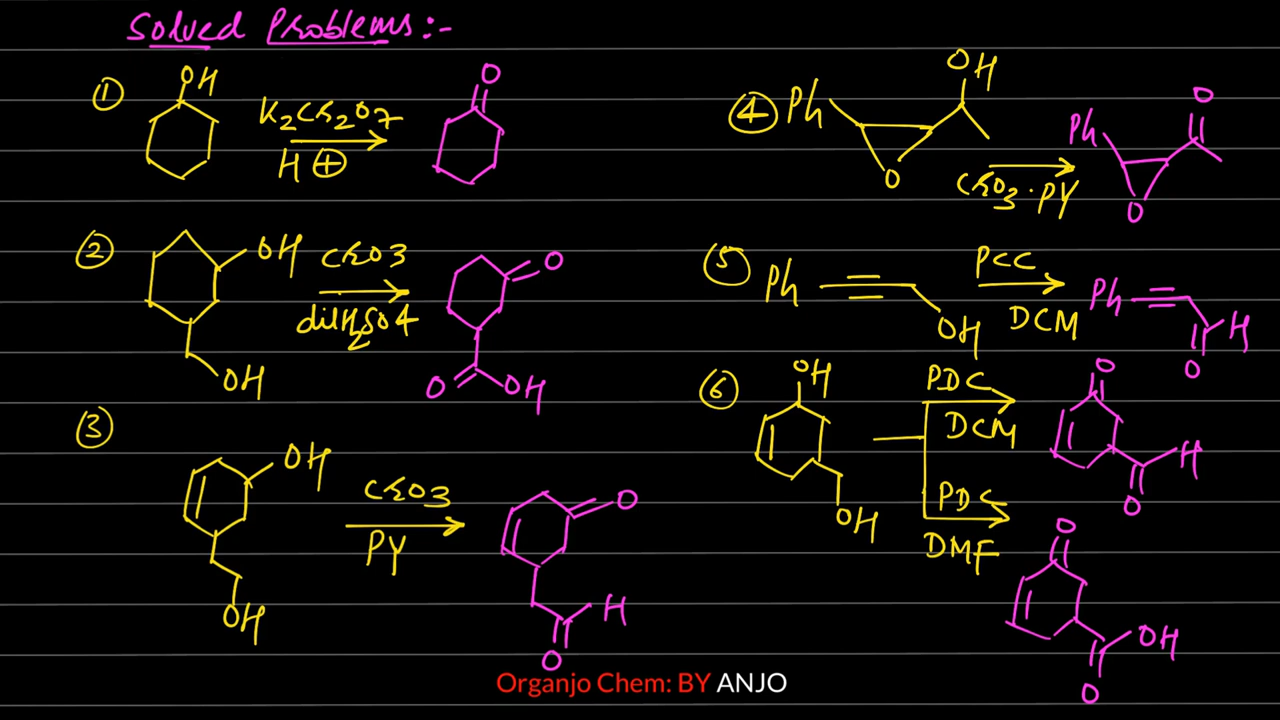 Solved Problems:-
① OH K2Cr2O7 H⊕ O
② OH OH CrO3 dil H2SO4 O O OH
③ OH OH CrO3 PY O H O
④ Ph O OH CrO3·PY Ph O O
⑤ Ph OH PCC DCM Ph H O
⑥ OH OH PDC DCM O H O
PDC DMF O OH O
Organjo Chem: BY ANJO